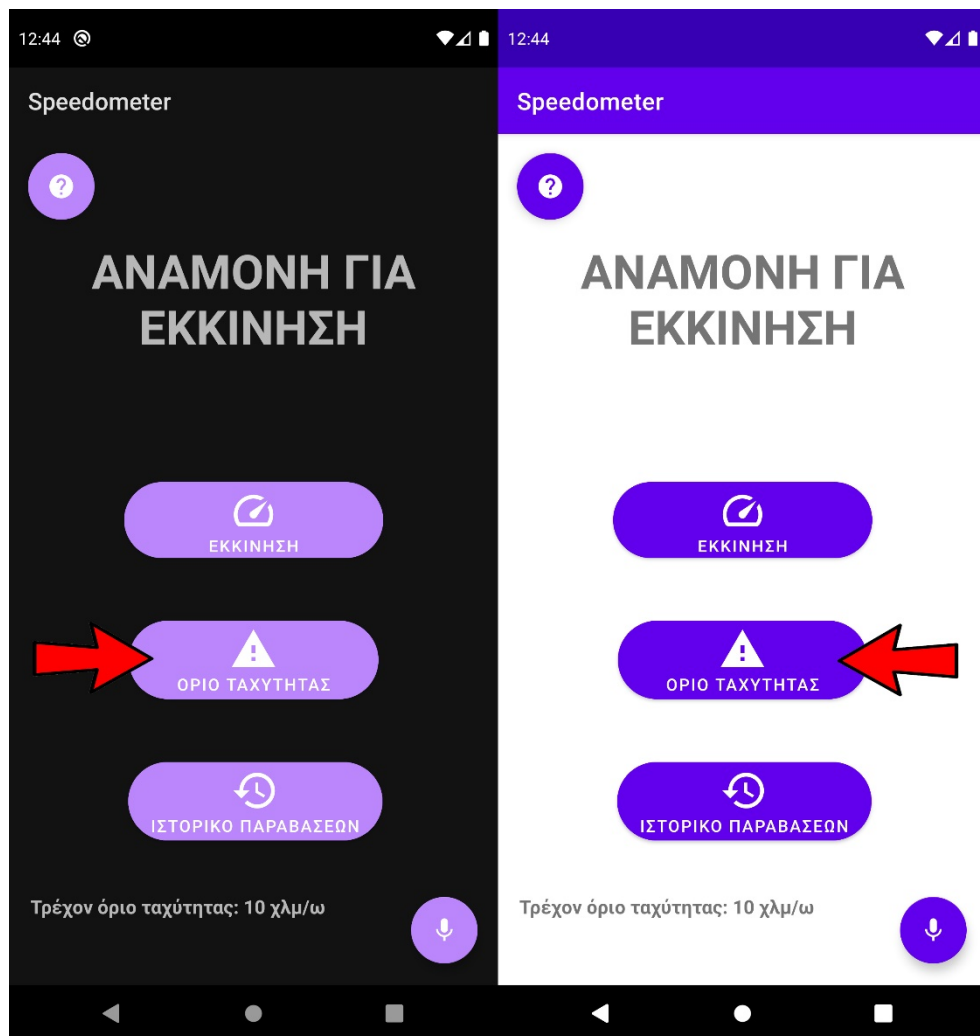 12:44
Speedometer
ΑΝΑΜΟΝΗ ΓΙΑ
ΕΚΚΙΝΗΣΗ
ΕΚΚΙΝΗΣΗ
ΟΡΙΟ ΤΑΧΥΤΗΤΑΣ
ΙΣΤΟΡΙΚΟ ΠΑΡΑΒΑΣΕΩΝ
Τρέχον όριο ταχύτητας: 10 χλμ/ω
12:44
Speedometer
ΑΝΑΜΟΝΗ ΓΙΑ
ΕΚΚΙΝΗΣΗ
ΕΚΚΙΝΗΣΗ
ΟΡΙΟ ΤΑΧΥΤΗΤΑΣ
ΙΣΤΟΡΙΚΟ ΠΑΡΑΒΑΣΕΩΝ
Τρέχον όριο ταχύτητας: 10 χλμ/ω